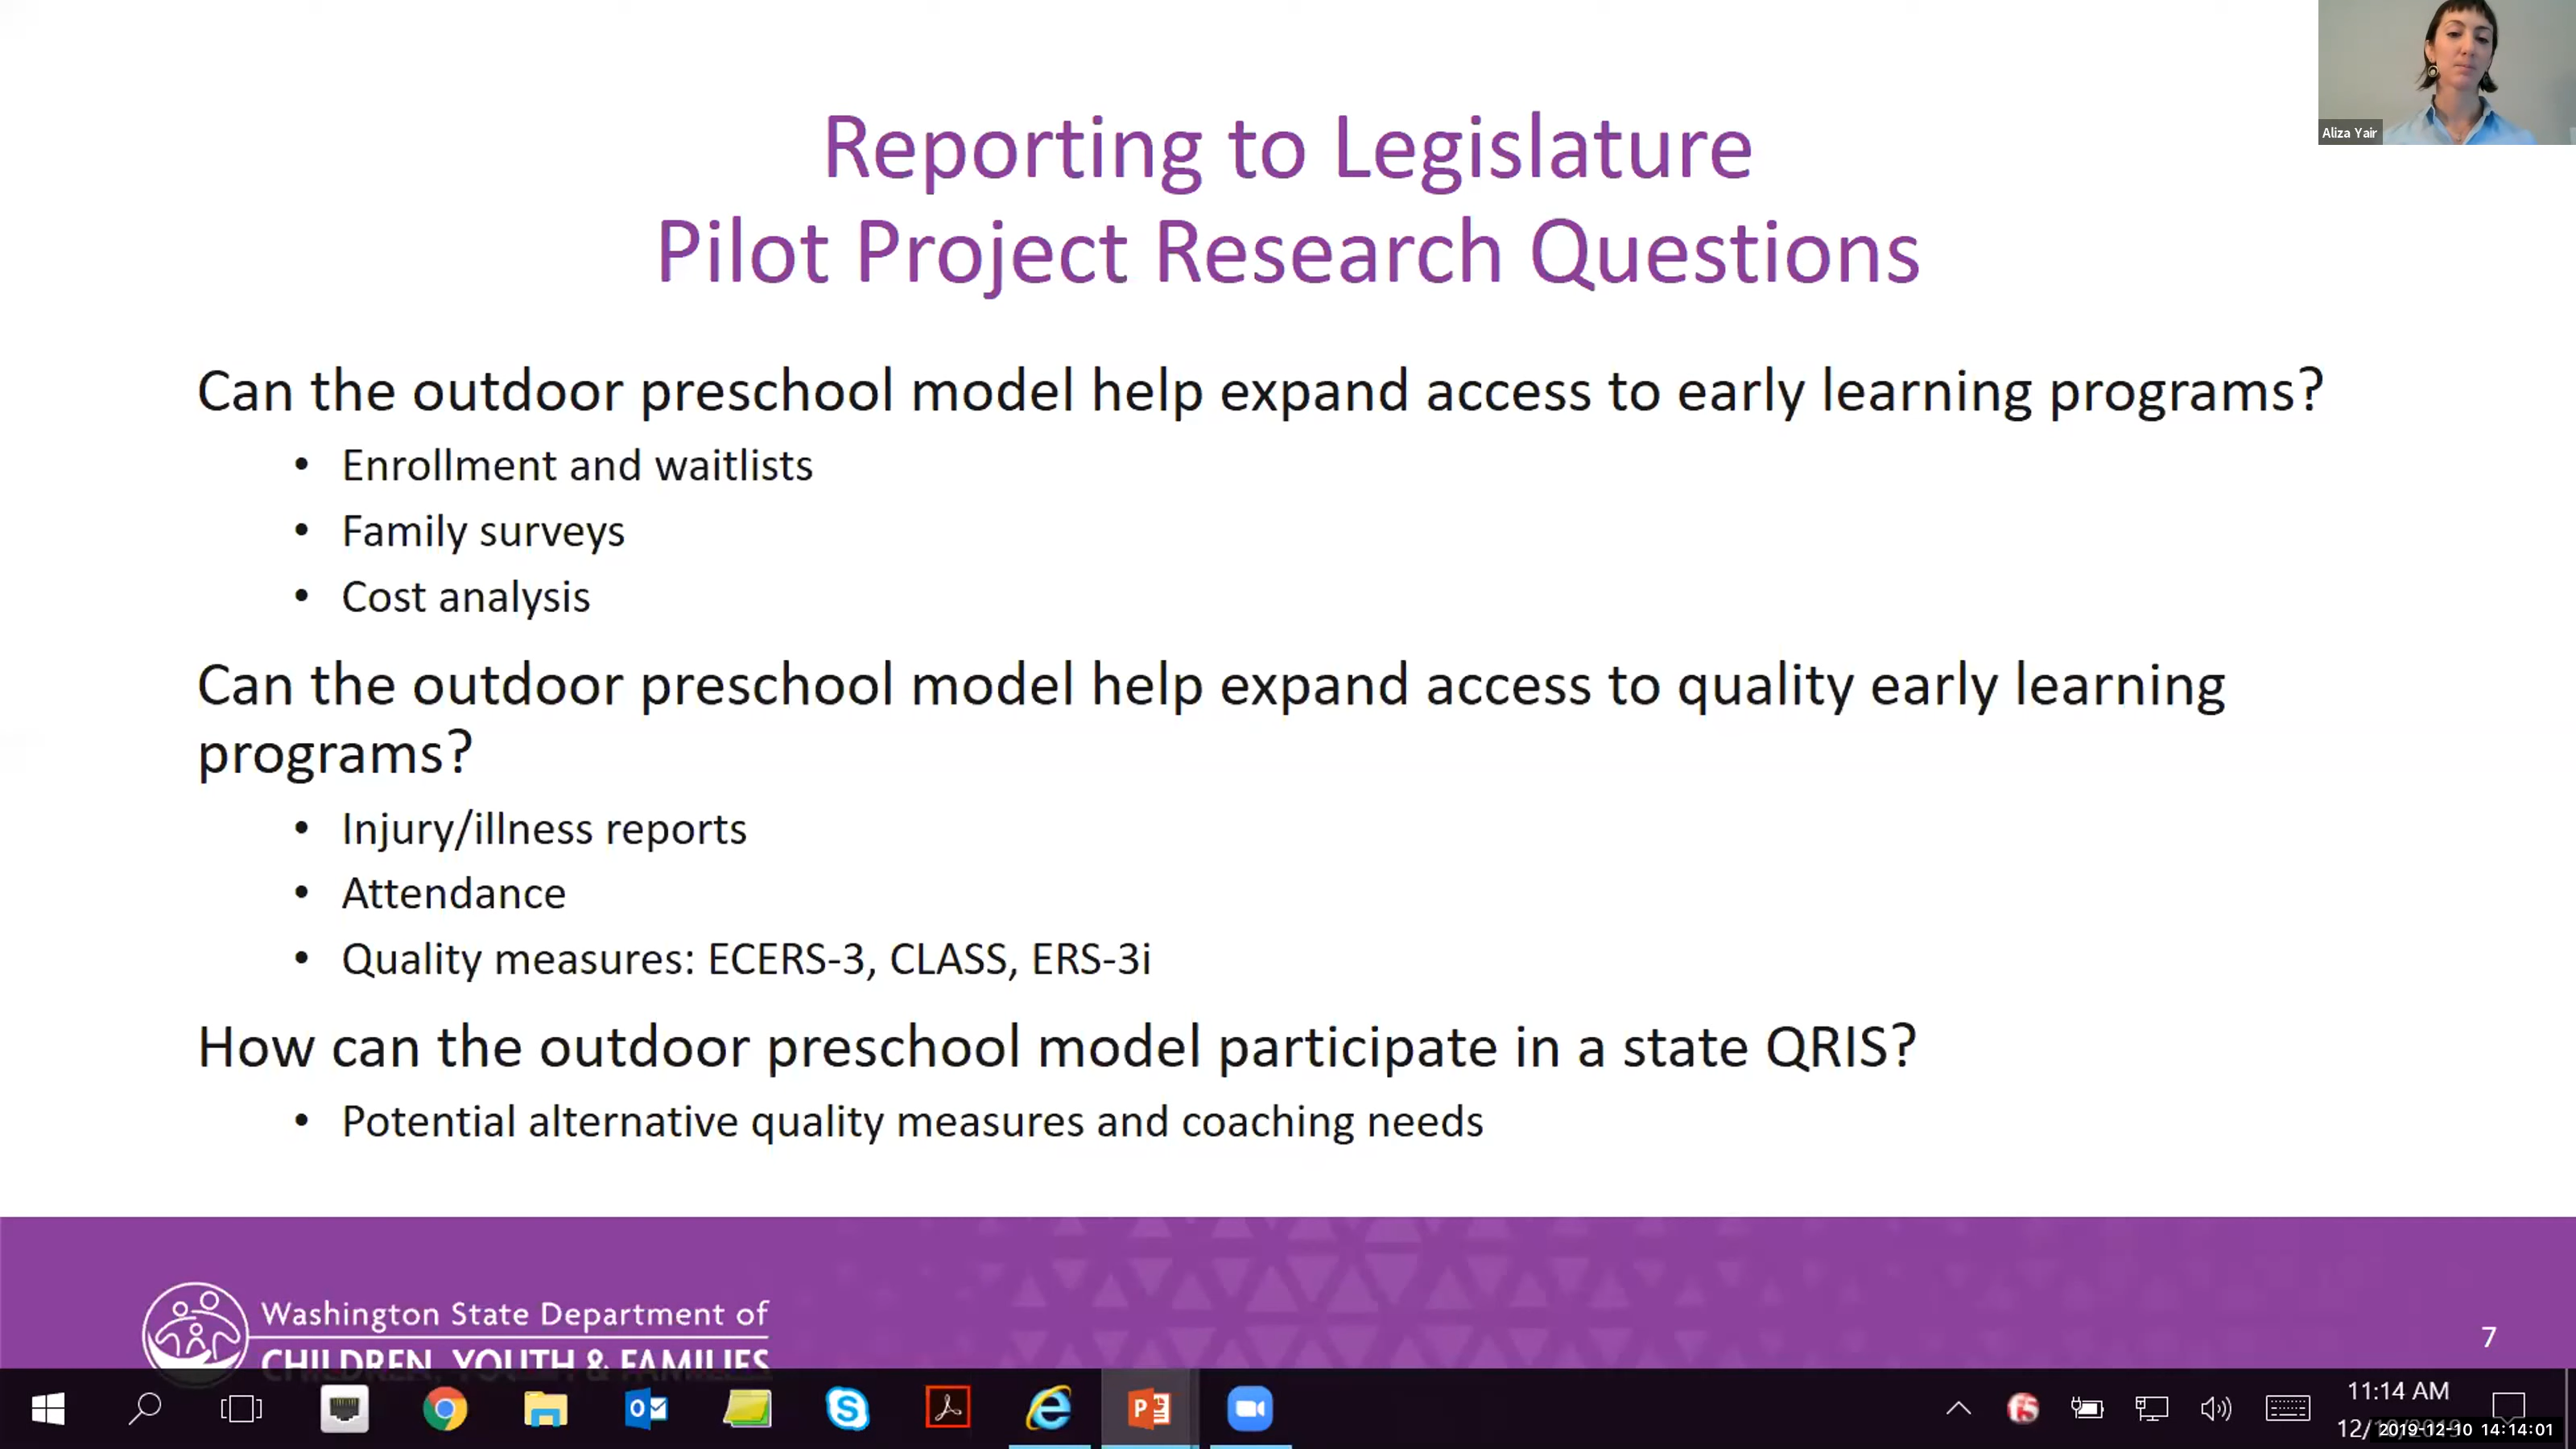 Aliza Yair
Reporting to Legislature
Pilot Project Research Questions
Can the outdoor preschool model help expand access to early learning programs?
• Enrollment and waitlists
• Family surveys
• Cost analysis
Can the outdoor preschool model help expand access to quality early learning
programs?
• Injury/illness reports
• Attendance
• Quality measures: ECERS-3, CLASS, ERS-3i
How can the outdoor preschool model participate in a state QRIS?
• Potential alternative quality measures and coaching needs
Washington State Department of
CHILDREN, YOUTH & FAMILIES
7
11:14 AM
2019-12-10 14:14:01